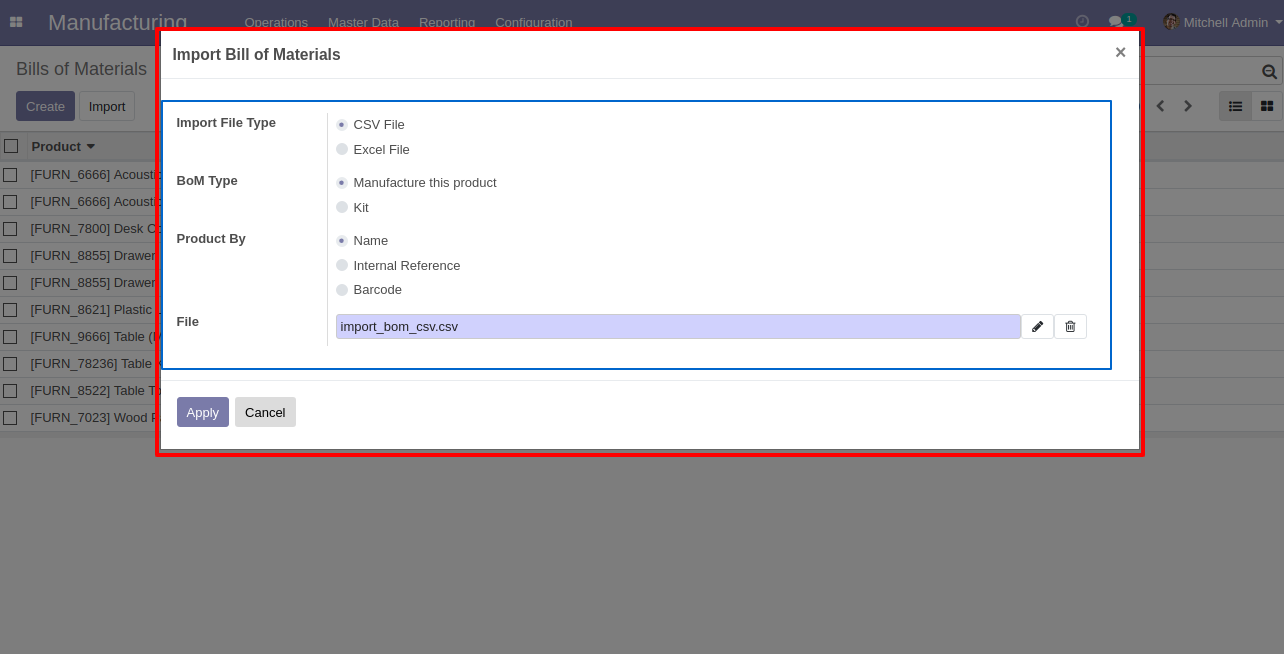 Manufacturing Operations Master Data Reporting Configuration 1 Mitchell Admin
Import Bill of Materials ×
Bills of Materials
Create Import
Import File Type
CSV File
Excel File
BoM Type
Manufacture this product
Kit
Product By
Name
Internal Reference
Barcode
File
import_bom_csv.csv
Apply Cancel
Product
[FURN_6666]
[FURN_6666]
[FURN_7800] Desk
[FURN_8855] Drawer
[FURN_8855] Drawer
[FURN_8621] Plastic
[FURN_9666] Table
[FURN_78236] Table
[FURN_8522] Table
[FURN_7023] Wood